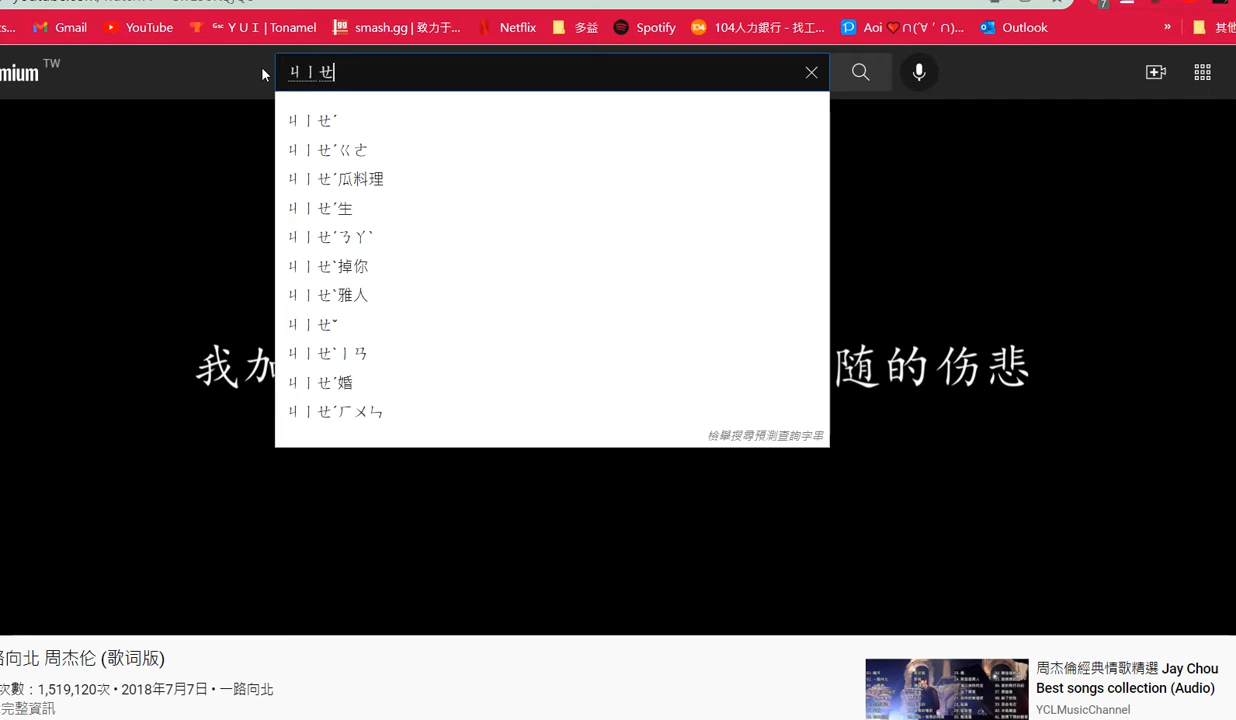 Gmail YouTube ᴳᵃᶜ Y U I | Tonamel smash.gg | 致力于... Netflix 多益 Spotify 104人力銀行 - 找工... Aoi ❤∩(´∀`∩)... Outlook » 其他
mium TW
ㄐㄧㄝ
ㄐㄧㄝˊ
ㄐㄧㄝˊㄍㄜ
ㄐㄧㄝˊ瓜料理
ㄐㄧㄝˊ生
ㄐㄧㄝˊㄋㄚˋ
ㄐㄧㄝˋ掉你
ㄐㄧㄝˋ雅人
ㄐㄧㄝˇ
ㄐㄧㄝˋㄧㄢ
ㄐㄧㄝˊ婚
ㄐㄧㄝˊㄏㄨㄣ
檢舉搜尋預測查詢字串
我加 随的伤悲
路向北 周杰伦 (歌词版)
次數：1,519,120次 • 2018年7月7日 • 一路向北
完整資訊
周杰倫經典情歌精選 Jay Chou
Best songs collection (Audio)
YCLMusicChannel